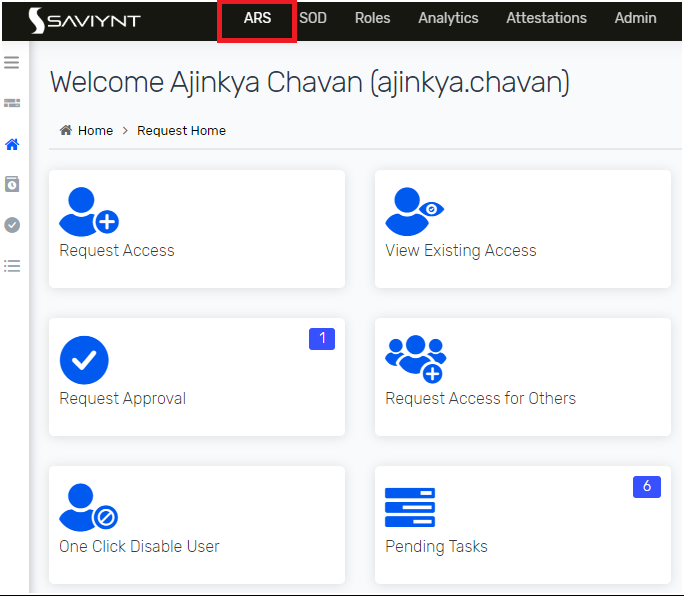 SAVIYNT
ARS SOD Roles Analytics Attestations Admin
Welcome Ajinkya Chavan (ajinkya.chavan)
Home > Request Home
Request Access
View Existing Access
1
Request Approval
Request Access for Others
One Click Disable User
6
Pending Tasks